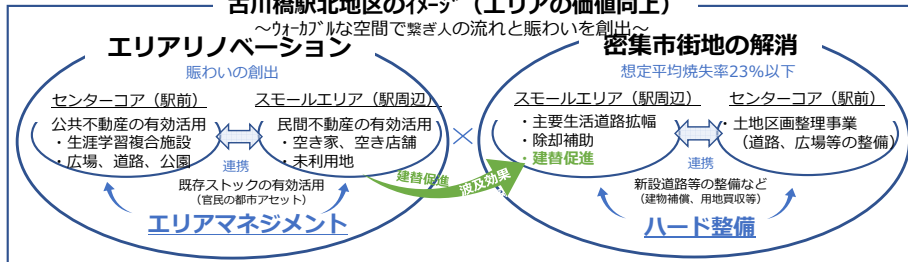 古川橋駅北地区のｲﾒｰｼﾞ（エリアの価値向上）
～ｳｫｰｶﾌﾞﾙな空間で繋ぎ人の流れと賑わいを創出～
エリアリノベーション
賑わいの創出
センターコア（駅前）
公共不動産の有効活用
・生涯学習複合施設
・広場、道路、公園
連携
スモールエリア（駅周辺）
民間不動産の有効活用
・空き家、空き店舗
・未利用地
既存ストックの有効活用
（官民の都市アセット）
エリアマネジメント
×
建替促進
波及効果
密集市街地の解消
想定平均焼失率23%以下
スモールエリア（駅周辺）
・主要生活道路拡幅
・除却補助
・建替促進
連携
センターコア（駅前）
・土地区画整理事業
（道路、広場等の整備）
新設道路等の整備など
（建物補償、用地買収等）
ハード整備